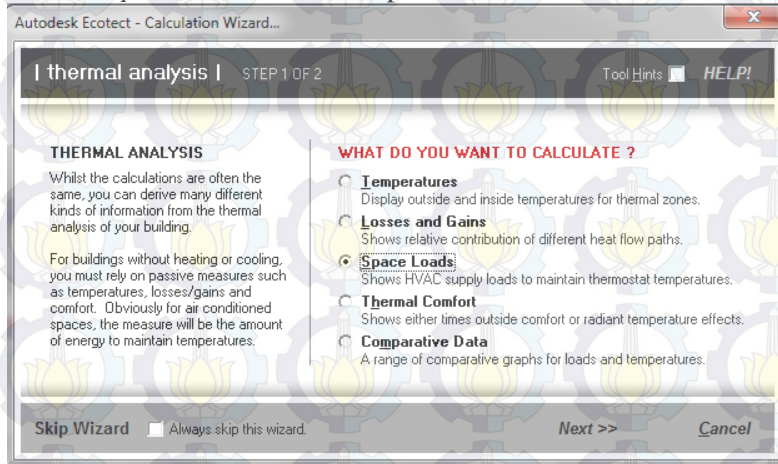 Autodesk Ecotect - Calculation Wizard...
| thermal analysis | STEP 1 OF 2
Tool Hints HELP!
THERMAL ANALYSIS
Whilst the calculations are often the
same, you can derive many different
kinds of information from the thermal
analysis of your building.
For buildings without heating or cooling,
you must rely on passive measures such
as temperatures, losses/gains and
comfort. Obviously for air conditioned
spaces, the measure will be the amount
of energy to maintain temperatures.
WHAT DO YOU WANT TO CALCULATE ?
Temperatures
Display outside and inside temperatures for thermal zones.
Losses and Gains
Shows relative contribution of different heat flow paths.
Space Loads
Shows HVAC supply loads to maintain thermostat temperatures.
Thermal Comfort
Shows either times outside comfort or radiant temperature effects.
Comparative Data
A range of comparative graphs for loads and temperatures.
Skip Wizard Always skip this wizard.
Next >> Cancel